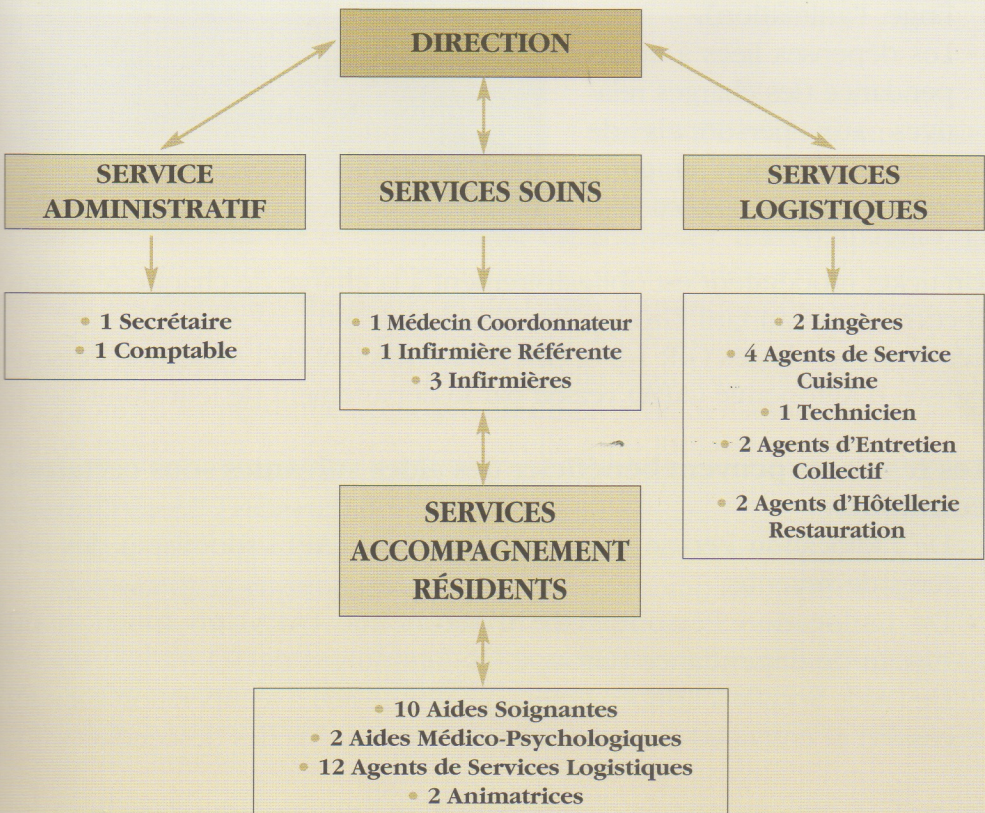 DIRECTION
SERVICE
ADMINISTRATIF
• 1 Secrétaire
• 1 Comptable
SERVICES SOINS
• 1 Médecin Coordonnateur
• 1 Infirmière Référente
• 3 Infirmières
SERVICES
ACCOMPAGNEMENT
RÉSIDENTS
• 10 Aides Soignantes
• 2 Aides Médico-Psychologiques
• 12 Agents de Services Logistiques
• 2 Animatrices
SERVICES
LOGISTIQUES
• 2 Lingères
• 4 Agents de Service
Cuisine
• 1 Technicien
• 2 Agents d'Entretien
Collectif
• 2 Agents d'Hôtellerie
Restauration